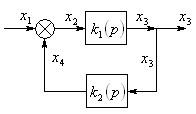 x₁ x₂ k₁(p) x₃ x₃
x₄ x₃
k₂(p)